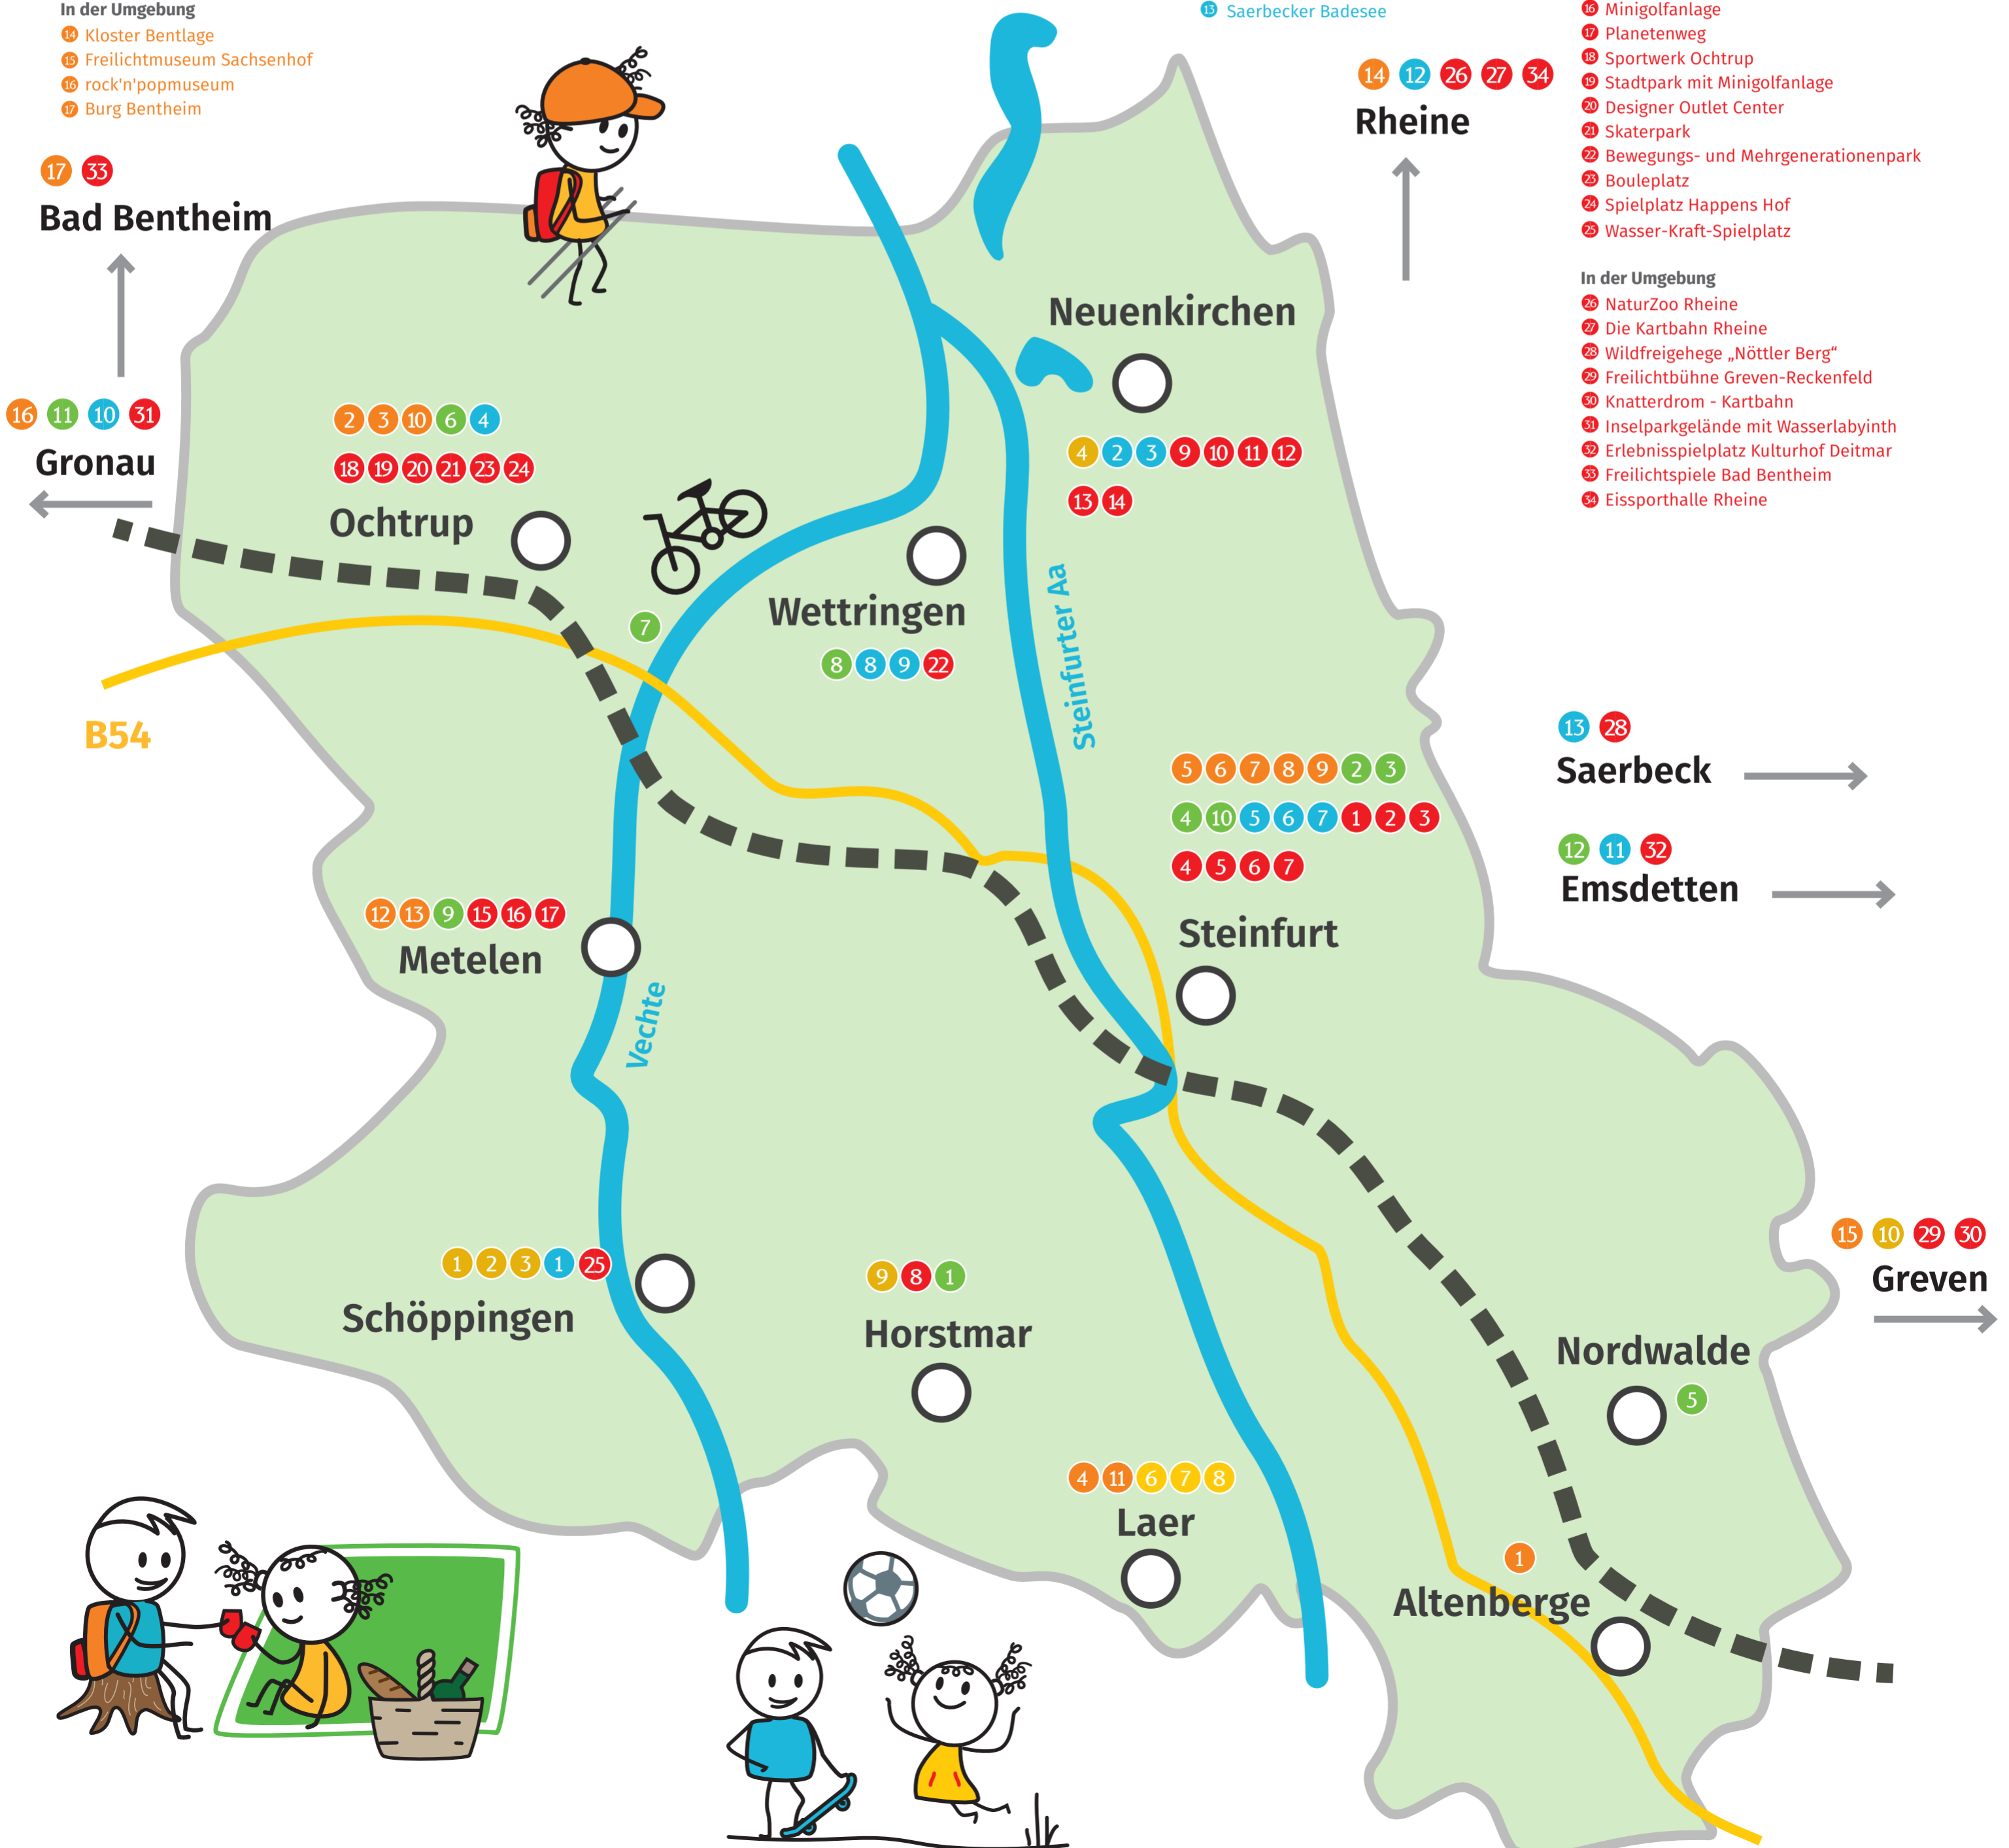 In der Umgebung
14 Kloster Bentlage
15 Freilichtmuseum Sachsenhof
16 rock'n'popmuseum
17 Burg Bentheim
13 Saerbecker Badesee
16 Minigolfanlage
17 Planetenweg
18 Sportwerk Ochtrup
19 Stadtpark mit Minigolfanlage
20 Designer Outlet Center
21 Skaterpark
22 Bewegungs- und Mehrgenerationenpark
23 Bouleplatz
24 Spielplatz Happens Hof
25 Wasser-Kraft-Spielplatz
In der Umgebung
26 NaturZoo Rheine
27 Die Kartbahn Rheine
28 Wildfreigehege „Nöttler Berg“
29 Freilichtbühne Greven-Reckenfeld
30 Knatterdrom - Kartbahn
31 Inselparkgelände mit Wasserlabyinth
32 Erlebnisspielplatz Kulturhof Deitmar
33 Freilichtspiele Bad Bentheim
34 Eissporthalle Rheine
14 12 26 27 34
Rheine
17 33
Bad Bentheim
16 11 10 31
Gronau
2 3 10 6 4
18 19 20 21 23 24
Ochtrup
Neuenkirchen
4 2 3 9 10 11 12
13 14
7
Wettringen
8 8 9 22
Steinfurter Aa
B54
13 28
Saerbeck
12 11 32
Emsdetten
5 6 7 8 9 2 3
4 10 5 6 7 1 2 3
4 5 6 7
Steinfurt
12 13 9 15 16 17
Metelen
Vechte
1 2 3 1 25
Schöppingen
9 8 1
Horstmar
15 10 29 30
Greven
Nordwalde
5
4 11 6 7 8
Laer
1
Altenberge